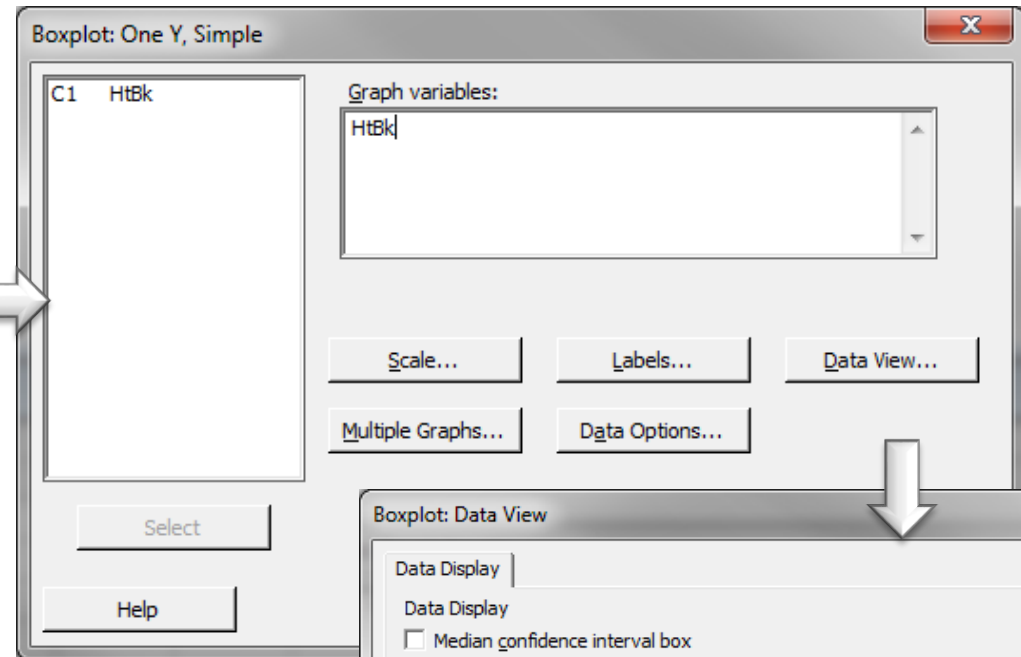 Boxplot: One Y, Simple
C1 HtBk
Graph variables:
HtBk
Scale...
Labels...
Data View...
Multiple Graphs...
Data Options...
Select
Help
Boxplot: Data View
Data Display
Data Display
Median confidence interval box